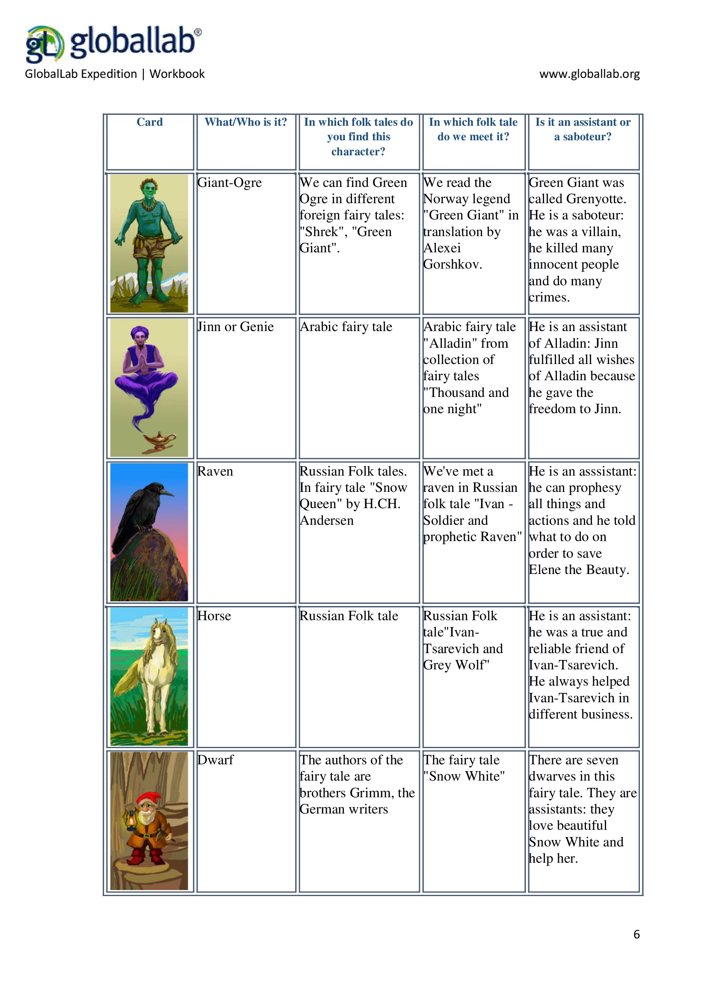 gL globallab®
GlobalLab Expedition | Workbook
www.globallab.org
Card
What/Who is it?
In which folk tales do
you find this
character?
In which folk tale
do we meet it?
Is it an assistant or
a saboteur?
Giant-Ogre
We can find Green
Ogre in different
foreign fairy tales:
"Shrek", "Green
Giant".
We read the
Norway legend
"Green Giant" in
translation by
Alexei
Gorshkov.
Green Giant was
called Grenyotte.
He is a saboteur:
he was a villain,
he killed many
innocent people
and do many
crimes.
Jinn or Genie
Arabic fairy tale
Arabic fairy tale
"Alladin" from
collection of
fairy tales
"Thousand and
one night"
He is an assistant
of Alladin: Jinn
fulfilled all wishes
of Alladin because
he gave the
freedom to Jinn.
Raven
Russian Folk tales.
In fairy tale "Snow
Queen" by H.CH.
Andersen
We've met a
raven in Russian
folk tale "Ivan -
Soldier and
prophetic Raven"
He is an asssistant:
he can prophesy
all things and
actions and he told
what to do on
order to save
Elene the Beauty.
Horse
Russian Folk tale
Russian Folk
tale"Ivan-
Tsarevich and
Grey Wolf"
He is an assistant:
he was a true and
reliable friend of
Ivan-Tsarevich.
He always helped
Ivan-Tsarevich in
different business.
Dwarf
The authors of the
fairy tale are
brothers Grimm, the
German writers
The fairy tale
"Snow White"
There are seven
dwarves in this
fairy tale. They are
assistants: they
love beautiful
Snow White and
help her.
6